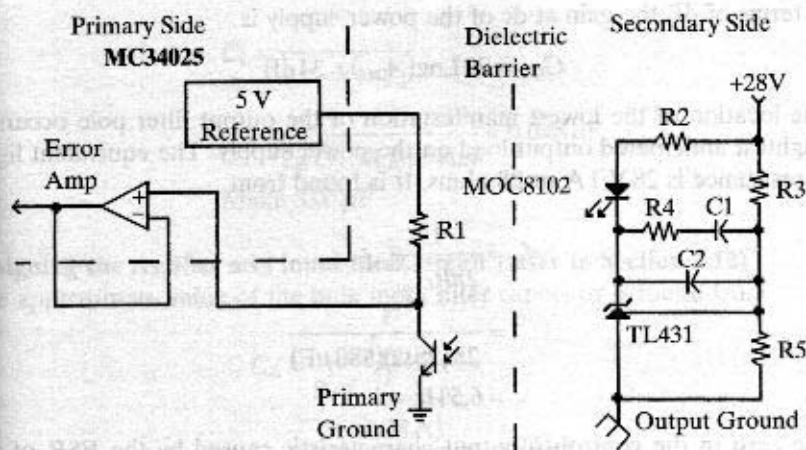 Primary Side
MC34025
Dielectric
Barrier
Secondary Side
+28V
5 V
Reference
R2
Error
Amp
MOC8102
R3
+
−
R1
R4
C1
C2
TL431
R5
Primary
Ground
Output Ground